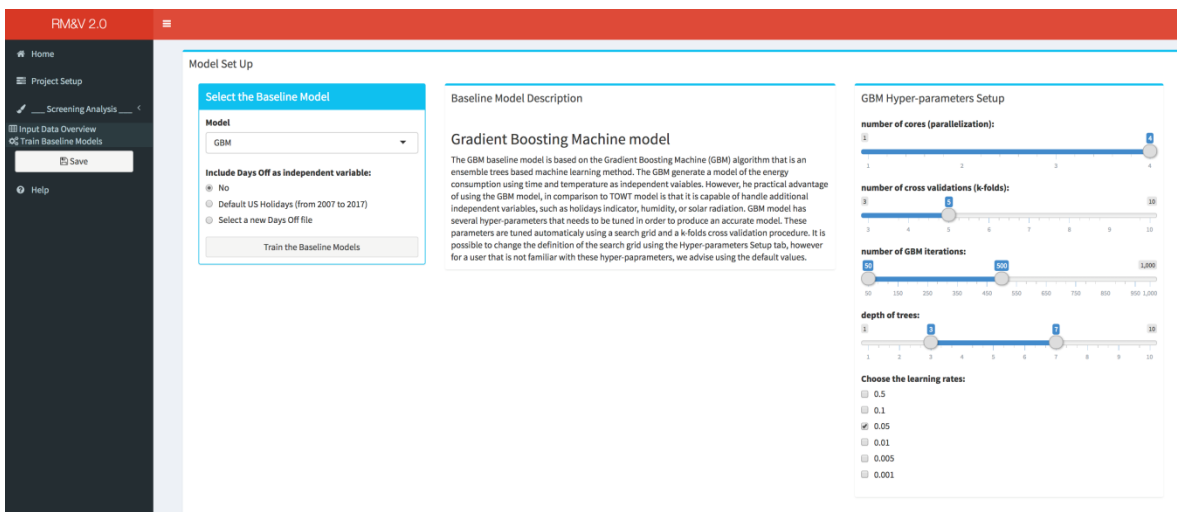 RM&V 2.0
Home
Project Setup
___ Screening Analysis ___
Input Data Overview
Train Baseline Models
Save
Help
Model Set Up
Select the Baseline Model
Model
GBM
Include Days Off as independent variable:
No
Default US Holidays (from 2007 to 2017)
Select a new Days Off file
Train the Baseline Models
Baseline Model Description
Gradient Boosting Machine model
The GBM baseline model is based on the Gradient Boosting Machine (GBM) algorithm that is an
ensemble trees based machine learning method. The GBM generate a model of the energy
consumption using time and temperature as independent vaiables. However, he practical advantage
of using the GBM model, in comparison to TOWT model is that it is capable of handle additional
independent variables, such as holidays indicator, humidity, or solar radiation. GBM model has
several hyper-parameters that needs to be tuned in order to produce an accurate model. These
parameters are tuned automaticaly using a search grid and a k-folds cross validation procedure. It is
possible to change the definition of the search grid using the Hyper-parameters Setup tab, however
for a user that is not familiar with these hyper-paprameters, we advise using the default values.
GBM Hyper-parameters Setup
number of cores (parallelization):
1 4
1 2 3 4
number of cross validations (k-folds):
3 5 10
3 4 5 6 7 8 9 10
number of GBM iterations:
50 500 1,000
50 150 250 350 450 550 650 750 850 950 1,000
depth of trees:
1 3 7 10
1 2 3 4 5 6 7 8 9 10
Choose the learning rates:
0.5
0.1
0.05
0.01
0.005
0.001